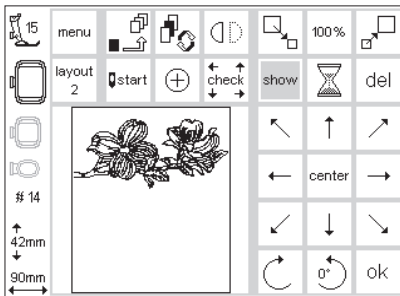 15
menu
100%
layout
2
start
check
show
del
center
# 14
42mm
90mm
0°
ok